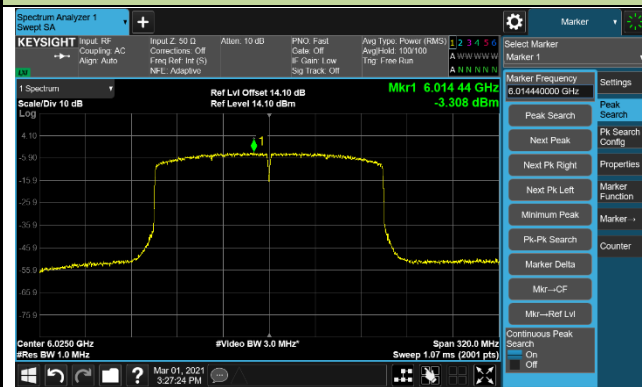 Spectrum Analyzer 1
Swept SA
Marker
KEYSIGHT Input: RF Input Z: 50 Ω Atten: 10 dB PNO: Fast Avg Type: Power (RMS) 1 2 3 4 5 6
Coupling: AC Corrections: Off Gate: Off Avg|Hold: 100/100 A W W W W W
Align: Auto Freq Ref: Int (S) IF Gain: Low Trig: Free Run
NFE: Adaptive Sig Track: Off A N N N N N
LXI
Select Marker
Marker 1
1 Spectrum
Scale/Div 10 dB
Log
Ref Lvl Offset 14.10 dB
Ref Level 14.10 dBm
Mkr1 6.014 44 GHz
-3.308 dBm
4.10
-5.90
-15.9
-25.9
-35.9
-45.9
-55.9
-65.9
-75.9
1
Center 6.0250 GHz
#Res BW 1.0 MHz
#Video BW 3.0 MHz*
Span 320.0 MHz
Sweep 1.07 ms (2001 pts)
Marker Frequency
6.014440000 GHz
Peak Search
Next Peak
Next Pk Right
Next Pk Left
Minimum Peak
Pk-Pk Search
Marker Delta
Mkr→CF
Mkr→Ref Lvl
Continuous Peak
Search
On
Off
Settings
Peak
Search
Pk Search
Config
Properties
Marker
Function
Marker→
Counter
?
Mar 01, 2021
3:27:24 PM